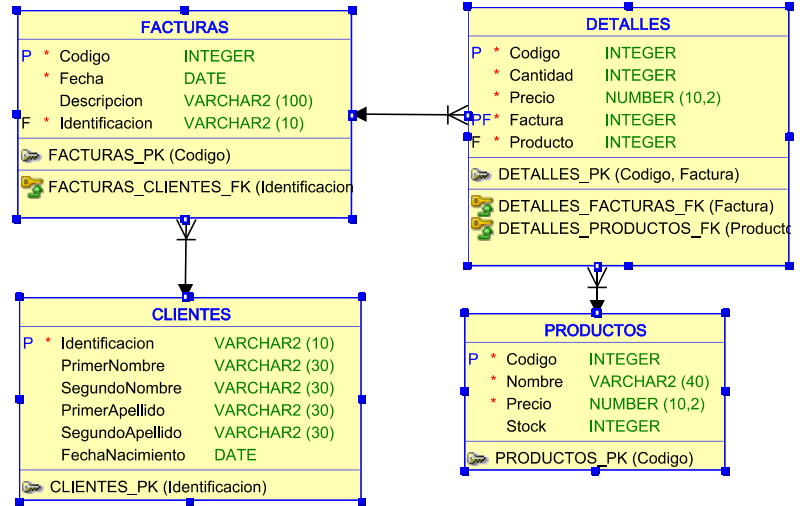 FACTURAS
P * Codigo INTEGER
* Fecha DATE
Descripcion VARCHAR2 (100)
F * Identificacion VARCHAR2 (10)
FACTURAS_PK (Codigo)
FACTURAS_CLIENTES_FK (Identificacion
DETALLES
P * Codigo INTEGER
* Cantidad INTEGER
* Precio NUMBER (10,2)
PF * Factura INTEGER
F * Producto INTEGER
DETALLES_PK (Codigo, Factura)
DETALLES_FACTURAS_FK (Factura)
DETALLES_PRODUCTOS_FK (Producto
CLIENTES
P * Identificacion VARCHAR2 (10)
PrimerNombre VARCHAR2 (30)
SegundoNombre VARCHAR2 (30)
PrimerApellido VARCHAR2 (30)
SegundoApellido VARCHAR2 (30)
FechaNacimiento DATE
CLIENTES_PK (Identificacion)
PRODUCTOS
P * Codigo INTEGER
* Nombre VARCHAR2 (40)
* Precio NUMBER (10,2)
Stock INTEGER
PRODUCTOS_PK (Codigo)